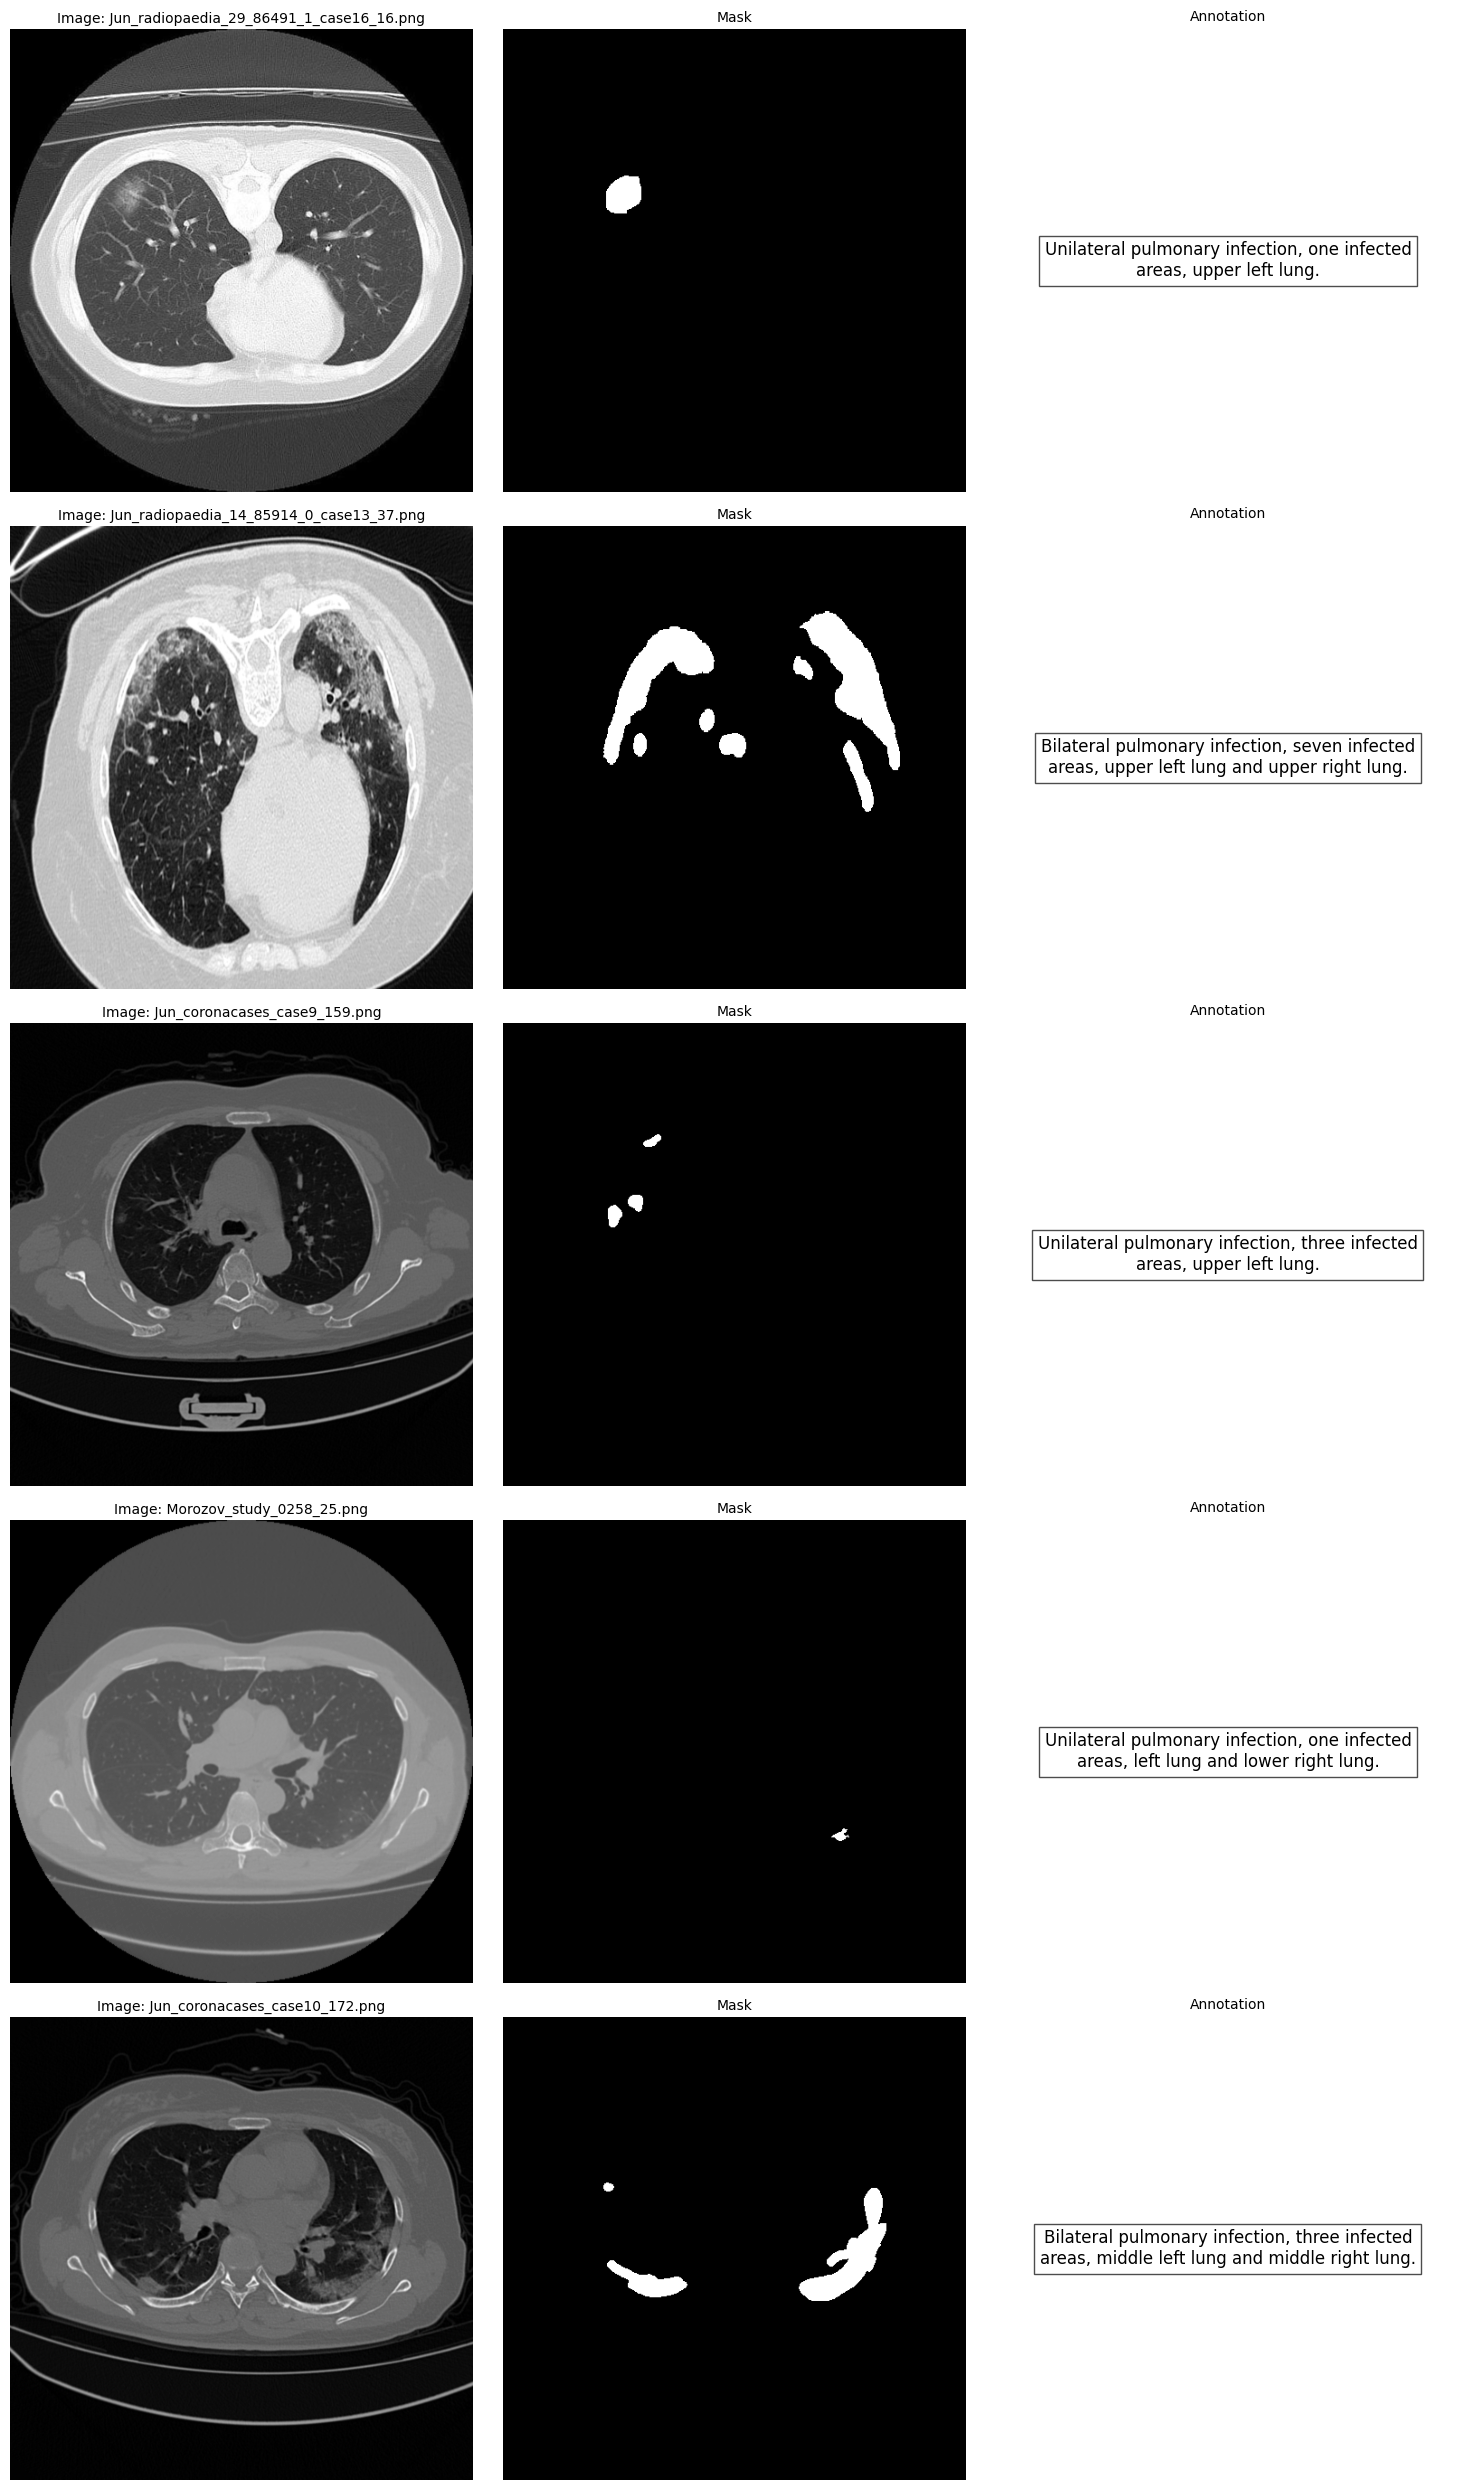 Image: Jun_radiopaedia_29_86491_1_case16_16.png
Mask
Annotation
Unilateral pulmonary infection, one infected
areas, upper left lung.
Image: Jun_radiopaedia_14_85914_0_case13_37.png
Mask
Annotation
Bilateral pulmonary infection, seven infected
areas, upper left lung and upper right lung.
Image: Jun_coronacases_case9_159.png
Mask
Annotation
Unilateral pulmonary infection, three infected
areas, upper left lung.
Image: Morozov_study_0258_25.png
Mask
Annotation
Unilateral pulmonary infection, one infected
areas, left lung and lower right lung.
Image: Jun_coronacases_case10_172.png
Mask
Annotation
Bilateral pulmonary infection, three infected
areas, middle left lung and middle right lung.